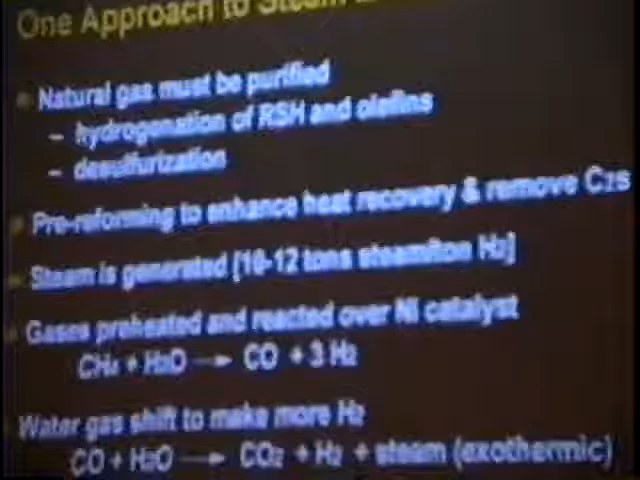 One Approach to Steam
Natural gas must be purified
– hydrogenation of RSH and olefins
– desulfurization
Pre-reforming to enhance heat recovery & remove C2s
Steam is generated [10-12 tons steam/ton H2]
Gases preheated and reacted over Ni catalyst
CH4 + H2O → CO + 3 H2
Water gas shift to make more H2
CO + H2O → CO2 + H2 + steam (exothermic)